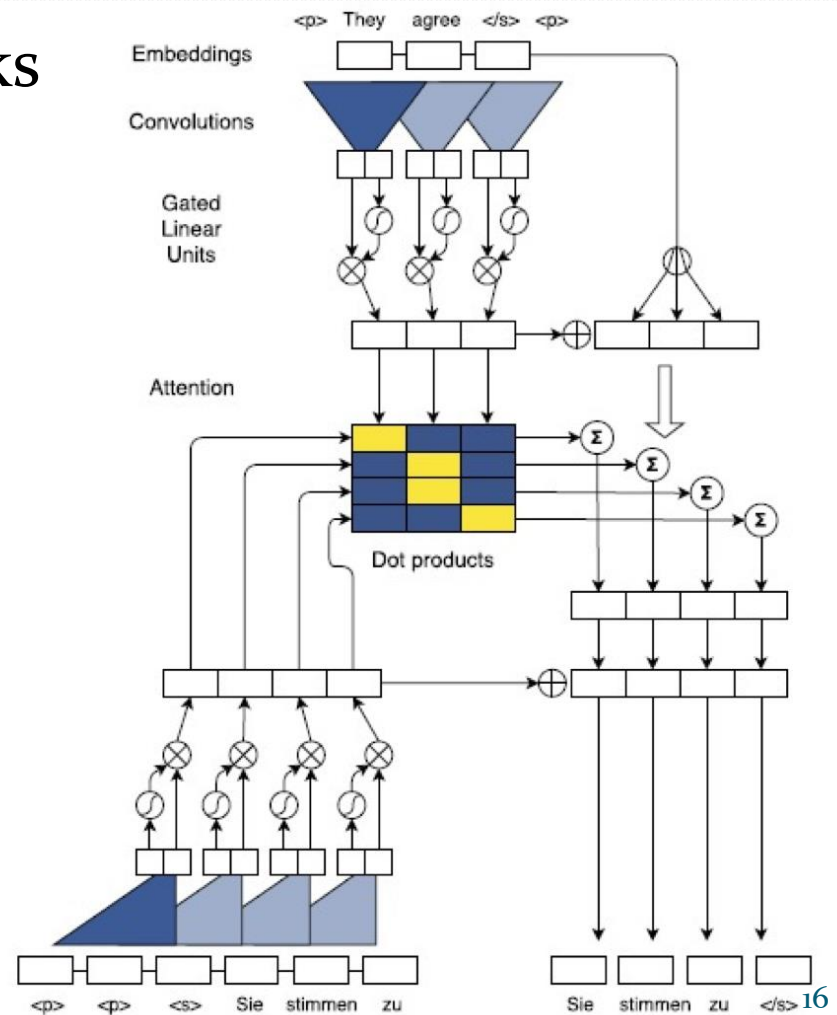 ks
<p> They agree </s> <p>
Embeddings
Convolutions
Gated
Linear
Units
Attention
Σ
Σ
Σ
Σ
Dot products
<p> <p> <s> Sie stimmen zu
Sie stimmen zu </s>
16